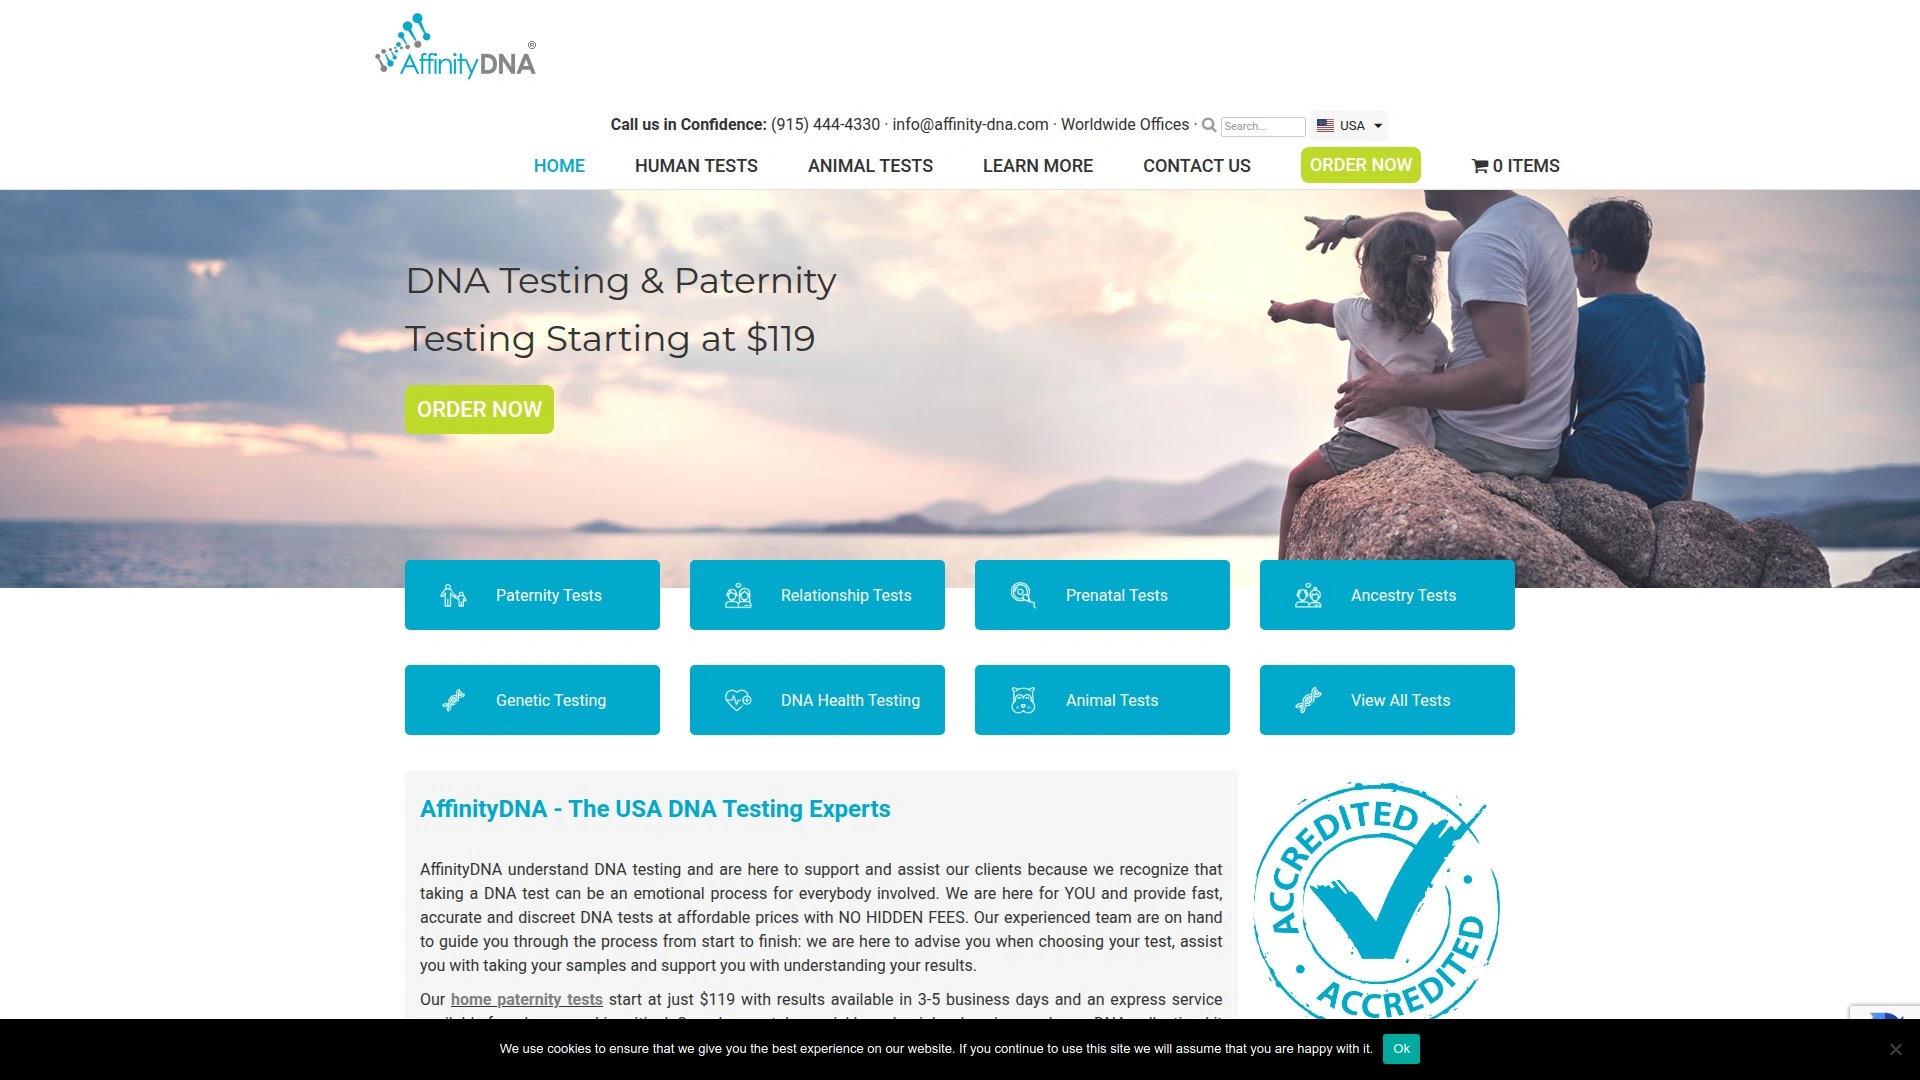 AffinityDNA®
Call us in Confidence: (915) 444-4330 · info@affinity-dna.com · Worldwide Offices · Search... USA
HOME HUMAN TESTS ANIMAL TESTS LEARN MORE CONTACT US ORDER NOW 0 ITEMS
DNA Testing & Paternity
Testing Starting at $119
ORDER NOW
Paternity Tests Relationship Tests Prenatal Tests Ancestry Tests
Genetic Testing DNA Health Testing Animal Tests View All Tests
AffinityDNA - The USA DNA Testing Experts
AffinityDNA understand DNA testing and are here to support and assist our clients because we recognize that
taking a DNA test can be an emotional process for everybody involved. We are here for YOU and provide fast,
accurate and discreet DNA tests at affordable prices with NO HIDDEN FEES. Our experienced team are on hand
to guide you through the process from start to finish: we are here to advise you when choosing your test, assist
you with taking your samples and support you with understanding your results.
Our home paternity tests start at just $119 with results available in 3-5 business days and an express service
ACCREDITED
ACCREDITED
We use cookies to ensure that we give you the best experience on our website. If you continue to use this site we will assume that you are happy with it. Ok